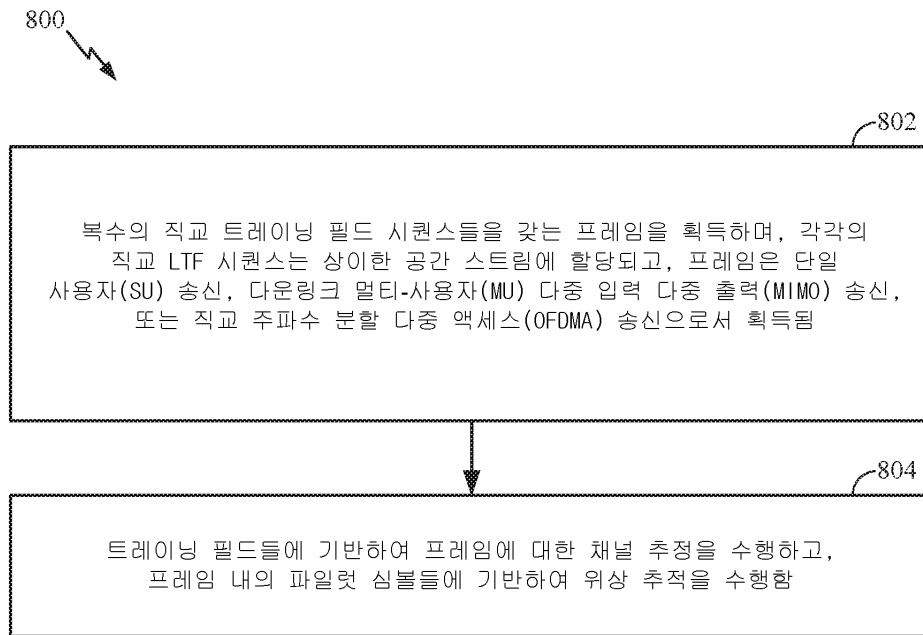 800
802
복수의 직교 트레이닝 필드 시퀀스들을 갖는 프레임을 획득하며, 각각의
직교 LTF 시퀀스는 상이한 공간 스트림에 할당되고, 프레임은 단일
사용자(SU) 송신, 다운링크 멀티-사용자(MU) 다중 입력 다중 출력(MIMO) 송신,
또는 직교 주파수 분할 다중 액세스(OFDMA) 송신으로서 획득됨
804
트레이닝 필드들에 기반하여 프레임에 대한 채널 추정을 수행하고,
프레임 내의 파일럿 심볼들에 기반하여 위상 추적을 수행함